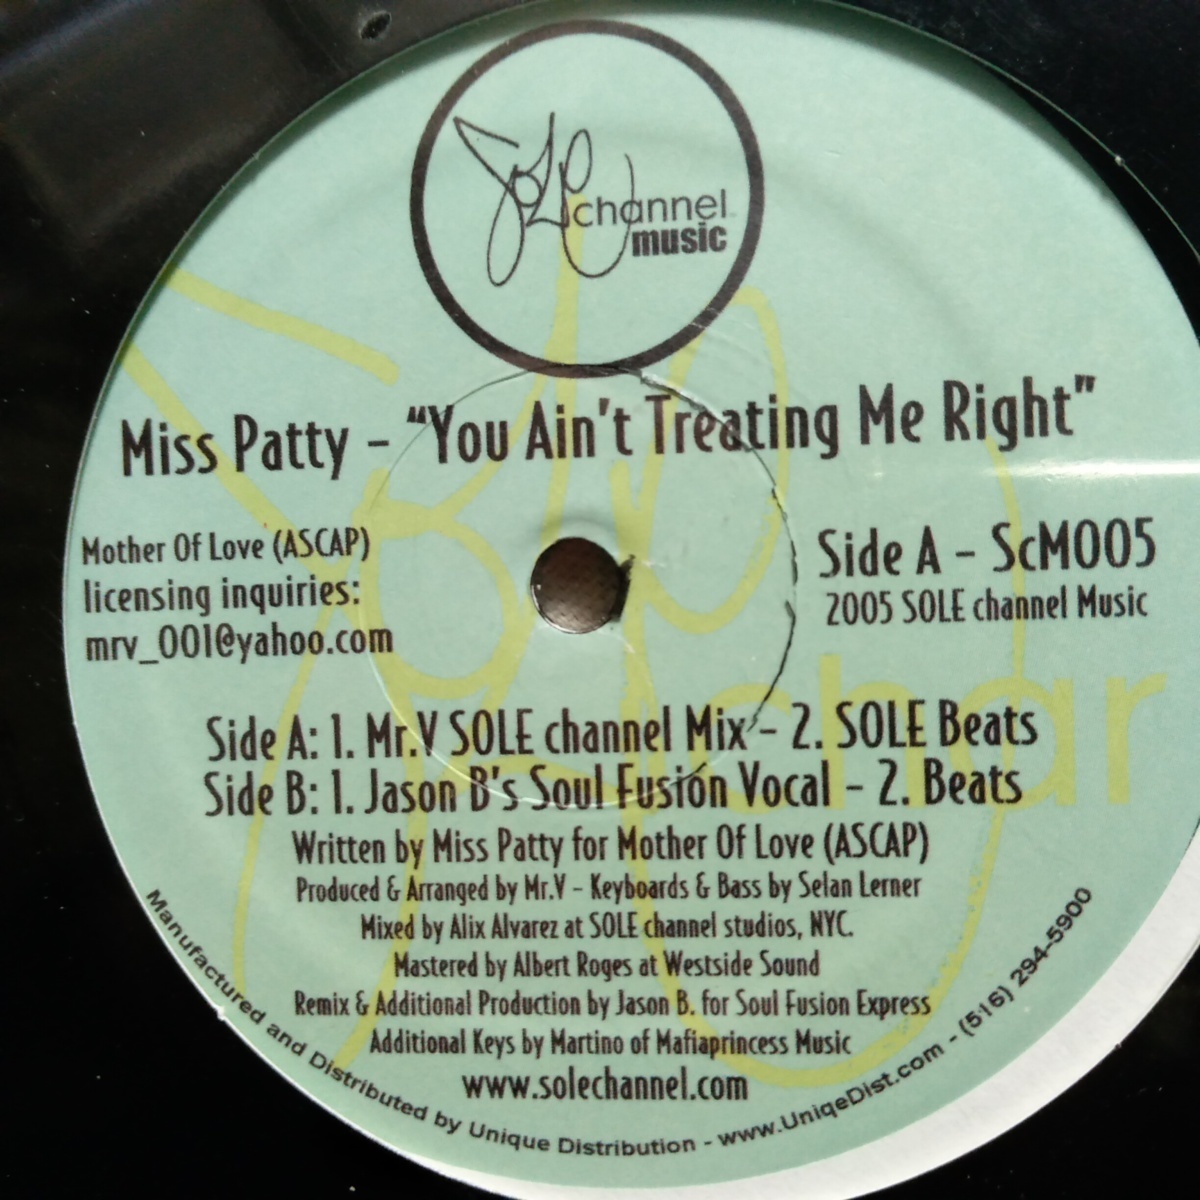 SOLE channel
music
Miss Patty - "You Ain't Treating Me Right"
Mother Of Love (ASCAP)
licensing inquiries:
mrv_001@yahoo.com
Side A - ScM005
2005 SOLE channel Music
Side A: 1. Mr.V SOLE channel Mix - 2. SOLE Beats
Side B: 1. Jason B's Soul Fusion Vocal - 2. Beats
Written by Miss Patty for Mother Of Love (ASCAP)
Produced & Arranged by Mr.V - Keyboards & Bass by Selan Lerner
Mixed by Alix Alvarez at SOLE channel studios, NYC.
Mastered by Albert Roges at Westside Sound
Remix & Additional Production by Jason B. for Soul Fusion Express
Additional Keys by Martino of Mafiaprincess Music
www.solechannel.com
Manufactured and Distributed by Unique Distribution - www.UniqeDist.com - (516) 294-5900
char